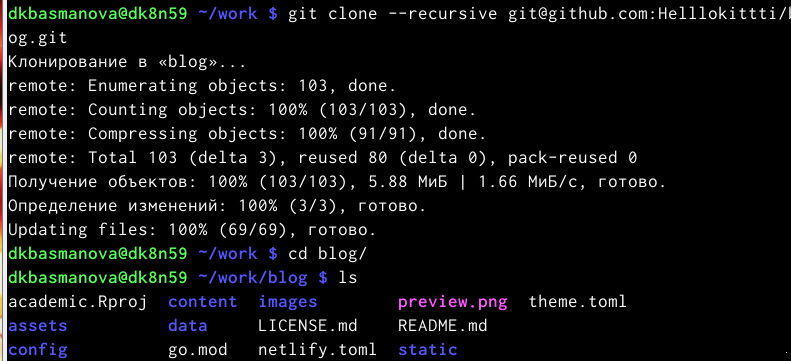 dkbasmanova@dk8n59 ~/work $ git clone --recursive git@github.com:Helllokittti/b
og.git
Клонирование в «blog»...
remote: Enumerating objects: 103, done.
remote: Counting objects: 100% (103/103), done.
remote: Compressing objects: 100% (91/91), done.
remote: Total 103 (delta 3), reused 80 (delta 0), pack-reused 0
Получение объектов: 100% (103/103), 5.88 МиБ | 1.66 МиБ/с, готово.
Определение изменений: 100% (3/3), готово.
Updating files: 100% (69/69), готово.
dkbasmanova@dk8n59 ~/work $ cd blog/
dkbasmanova@dk8n59 ~/work/blog $ ls
academic.Rproj content images preview.png theme.toml
assets data LICENSE.md README.md
config go.mod netlify.toml static